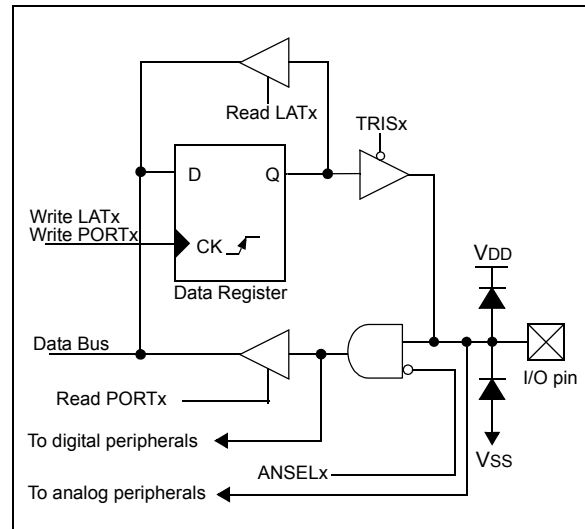 Read LATx
TRISx
D Q
Write LATx
Write PORTx
CK
Data Register
VDD
Data Bus
I/O pin
Read PORTx
To digital peripherals
VSS
ANSELx
To analog peripherals